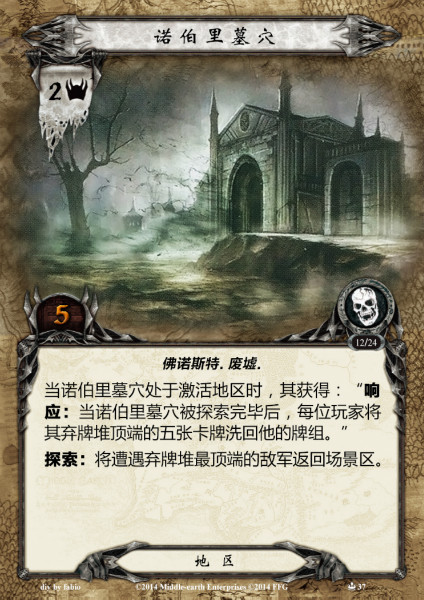 诺伯里墓穴
2
5
12/24
佛诺斯特. 废墟.
当诺伯里墓穴处于激活地区时，其获得：“响
应：当诺伯里墓穴被探索完毕后，每位玩家将
其弃牌堆顶端的五张卡牌洗回他的牌组。”
探索：将遭遇弃牌堆最顶端的敌军返回场景区。
地区
diy by fabio ©2014 Middle-earth Enterprises ©2014 FFG 37